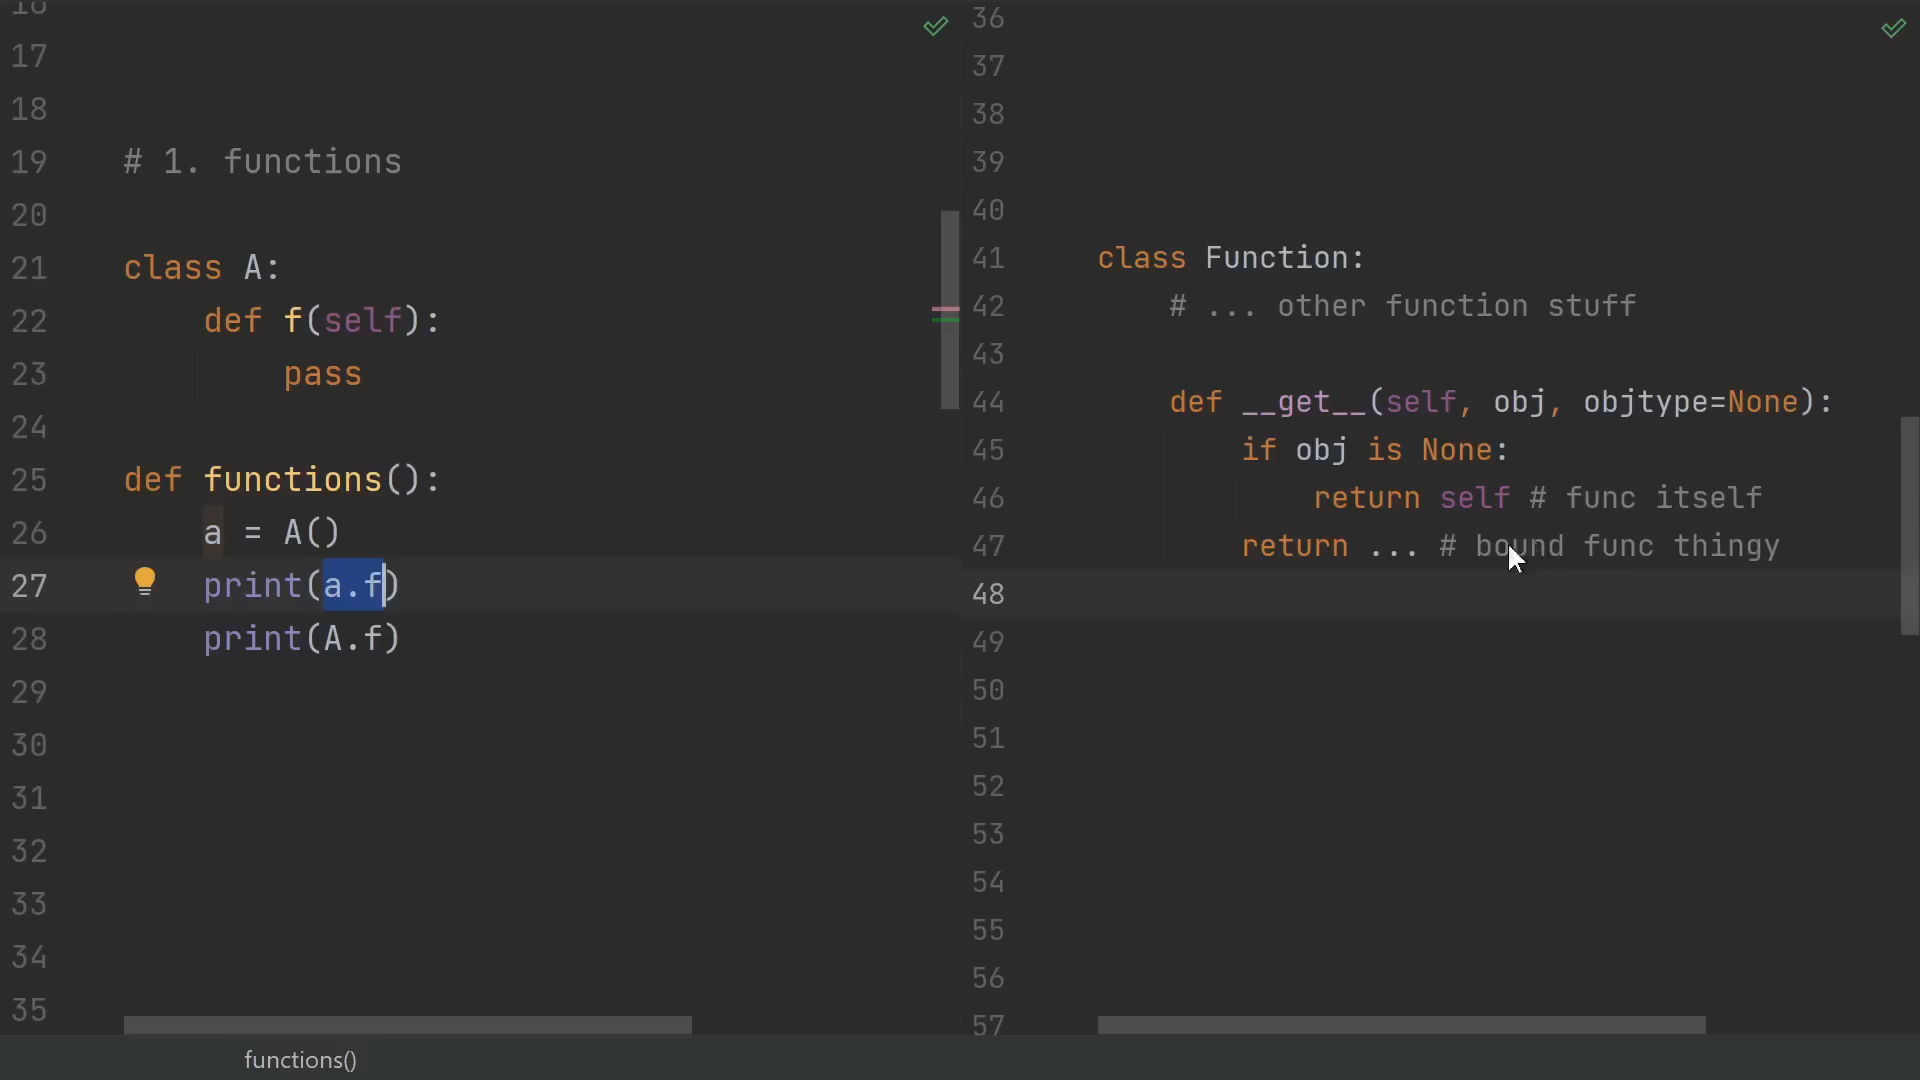 16
17
18
19 # 1. functions
20
21 class A:
22 def f(self):
23 pass
24
25 def functions():
26 a = A()
27 print(a.f)
28 print(A.f)
29
30
31
32
33
34
35
functions()
36
37
38
39
40
41 class Function:
42 # ... other function stuff
43
44 def __get__(self, obj, objtype=None):
45 if obj is None:
46 return self # func itself
47 return ... # bound func thingy
48
49
50
51
52
53
54
55
56
57